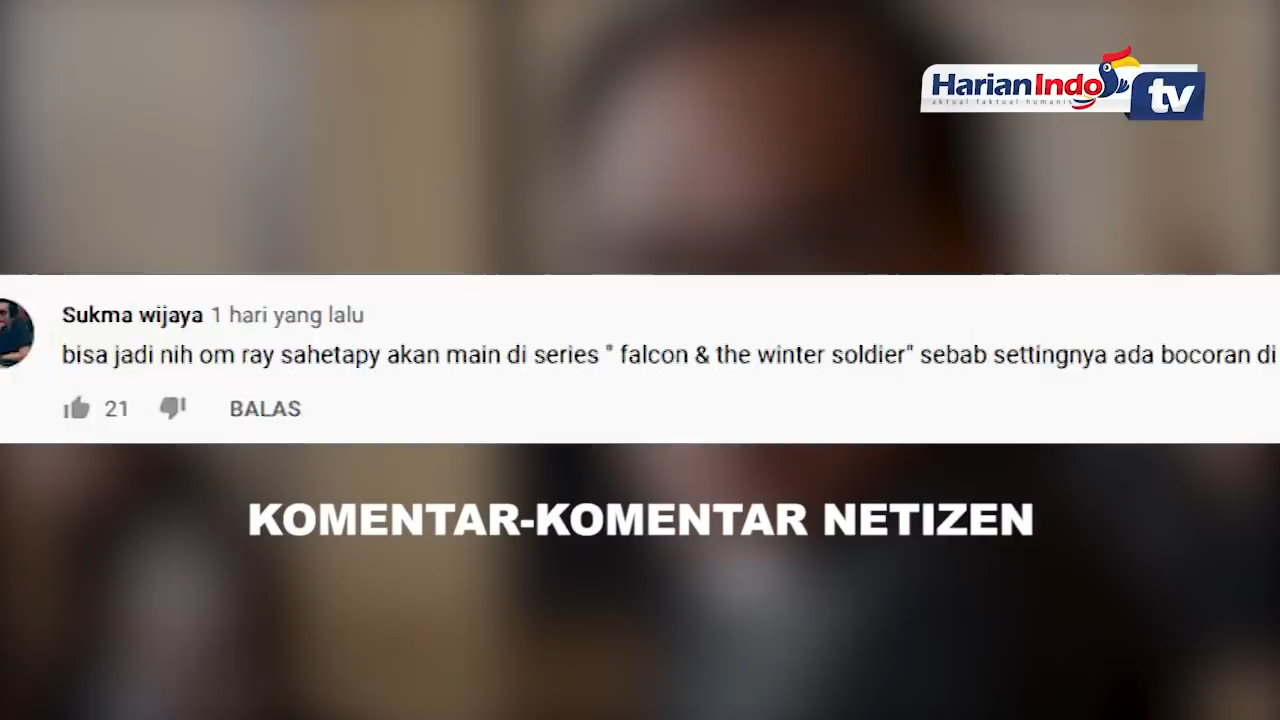 HarianIndo tv
aktual faktual humanis
Sukma wijaya 1 hari yang lalu
bisa jadi nih om ray sahetapy akan main di series " falcon & the winter soldier" sebab settingnya ada bocoran di
21 BALAS
KOMENTAR-KOMENTAR NETIZEN